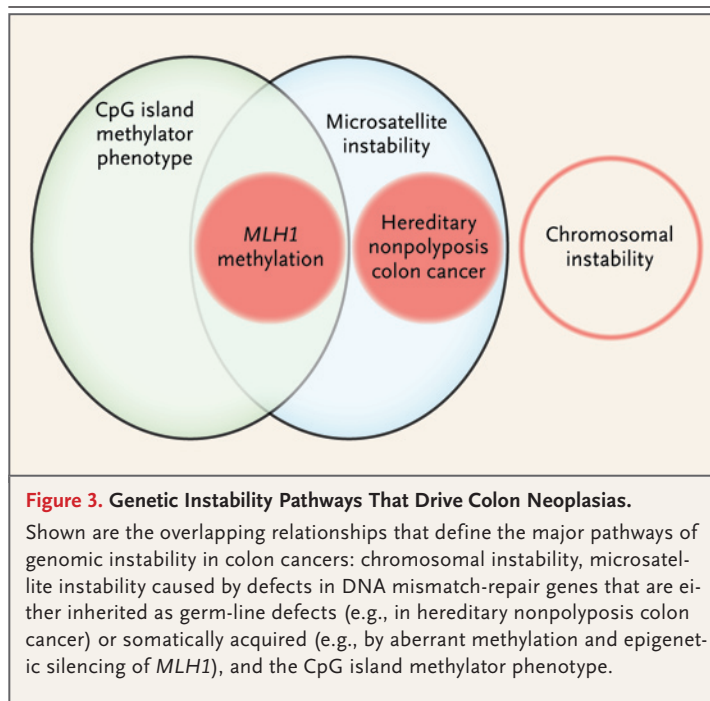 CpG island
methylator
phenotype
Microsatellite
instability
MLH1
methylation
Hereditary
nonpolyposis
colon cancer
Chromosomal
instability
Figure 3. Genetic Instability Pathways That Drive Colon Neoplasias.
Shown are the overlapping relationships that define the major pathways of
genomic instability in colon cancers: chromosomal instability, microsatel-
lite instability caused by defects in DNA mismatch-repair genes that are ei-
ther inherited as germ-line defects (e.g., in hereditary nonpolyposis colon
cancer) or somatically acquired (e.g., by aberrant methylation and epigenet-
ic silencing of MLH1), and the CpG island methylator phenotype.